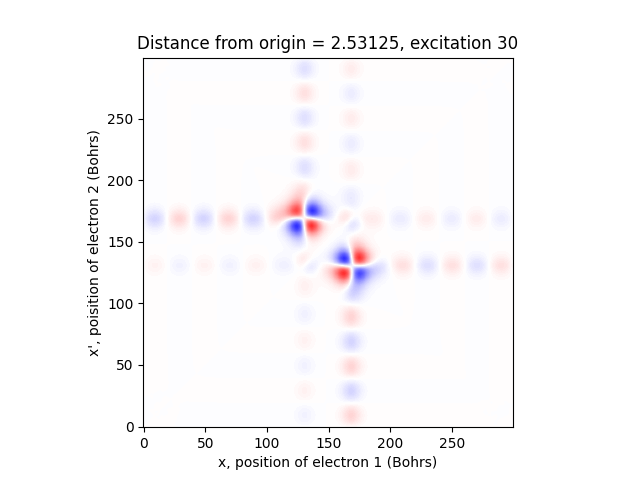 Distance from origin = 2.53125, excitation 30
250
200
150
100
50
0
0 50 100 150 200 250
x', poisition of electron 2 (Bohrs)
x, position of electron 1 (Bohrs)